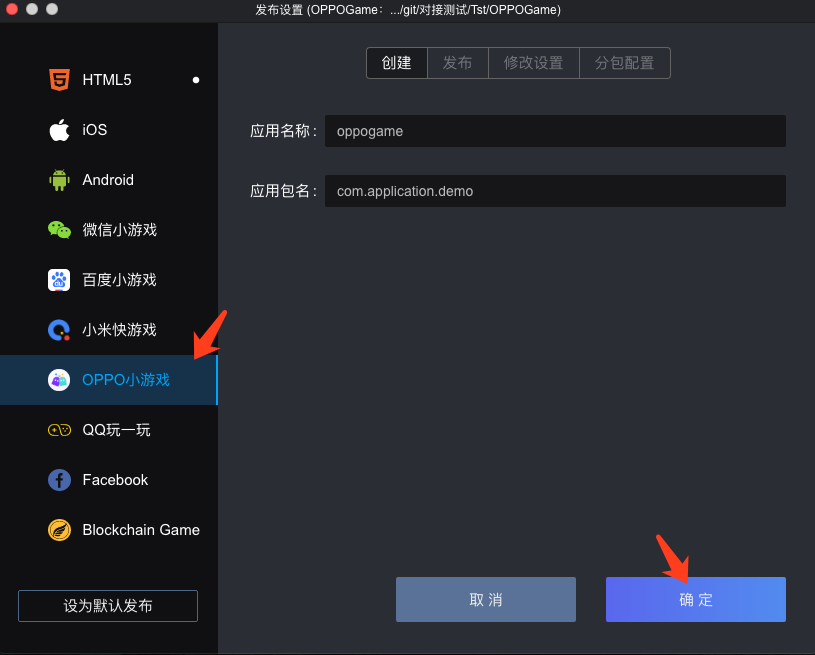 发布设置 (OPPOGame：.../git/对接测试/Tst/OPPOGame)
HTML5
iOS
Android
微信小游戏
百度小游戏
小米快游戏
OPPO小游戏
QQ玩一玩
Facebook
Blockchain Game
设为默认发布
创建 发布 修改设置 分包配置
应用名称： oppogame
应用包名： com.application.demo
取 消 确 定